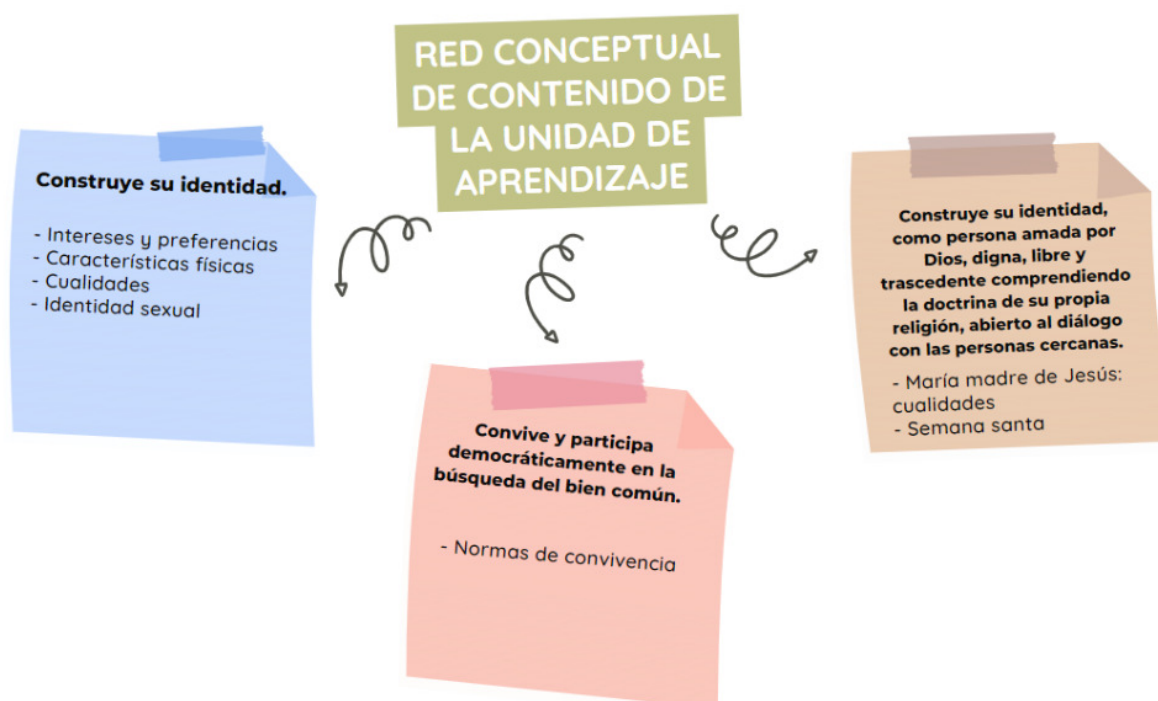 RED CONCEPTUAL
DE CONTENIDO DE
LA UNIDAD DE
APRENDIZAJE
Construye su identidad.
- Intereses y preferencias
- Características físicas
- Cualidades
- Identidad sexual
Convive y participa
democráticamente en la
búsqueda del bien común.
- Normas de convivencia
Construye su identidad,
como persona amada por
Dios, digna, libre y
trascedente comprendiendo
la doctrina de su propia
religión, abierto al diálogo
con las personas cercanas.
- María madre de Jesús:
cualidades
- Semana santa